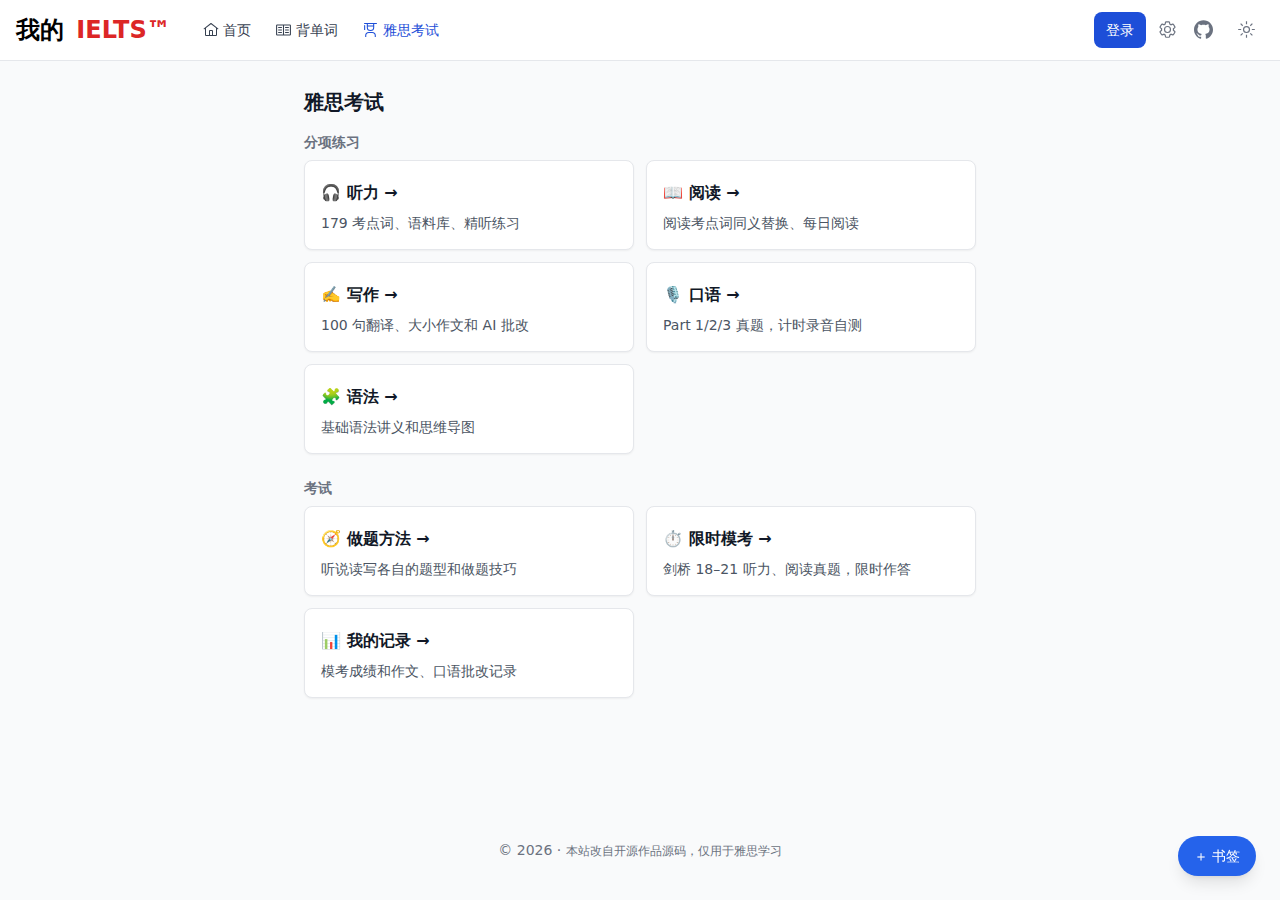 我的 IELTS™ 首页 背单词 雅思考试 登录
雅思考试
分项练习
🎧 听力 →
179 考点词、语料库、精听练习
📖 阅读 →
阅读考点词同义替换、每日阅读
✍️ 写作 →
100 句翻译、大小作文和 AI 批改
🎙️ 口语 →
Part 1/2/3 真题，计时录音自测
🧩 语法 →
基础语法讲义和思维导图
考试
🧭 做题方法 →
听说读写各自的题型和做题技巧
⏱️ 限时模考 →
剑桥 18–21 听力、阅读真题，限时作答
📊 我的记录 →
模考成绩和作文、口语批改记录
© 2026 · 本站改自开源作品源码，仅用于雅思学习
+ 书签